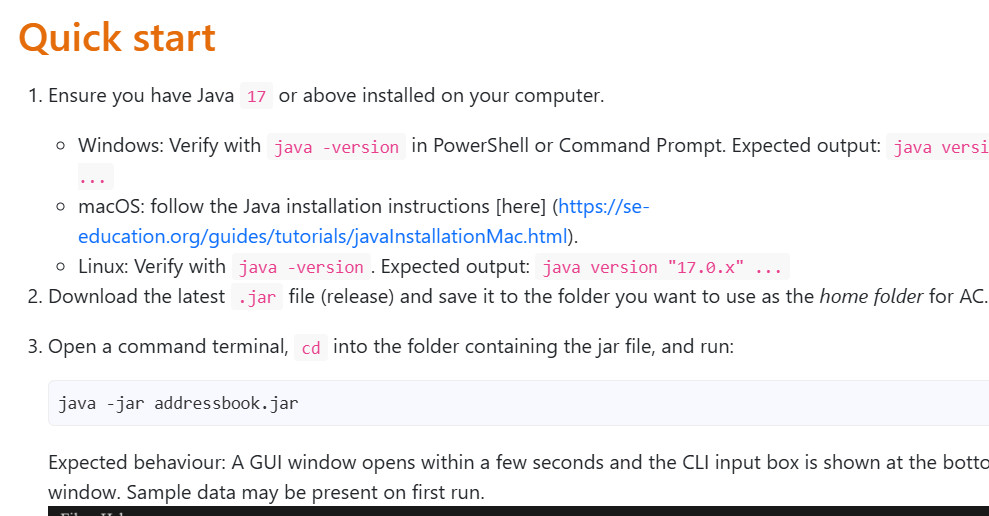 Quick start
1. Ensure you have Java 17 or above installed on your computer.
Windows: Verify with java -version in PowerShell or Command Prompt. Expected output: java versi
...
macOS: follow the Java installation instructions [here] (https://se-
education.org/guides/tutorials/javaInstallationMac.html).
Linux: Verify with java -version. Expected output: java version "17.0.x" ...
2. Download the latest .jar file (release) and save it to the folder you want to use as the home folder for AC.
3. Open a command terminal, cd into the folder containing the jar file, and run:
java -jar addressbook.jar
Expected behaviour: A GUI window opens within a few seconds and the CLI input box is shown at the botto
window. Sample data may be present on first run.